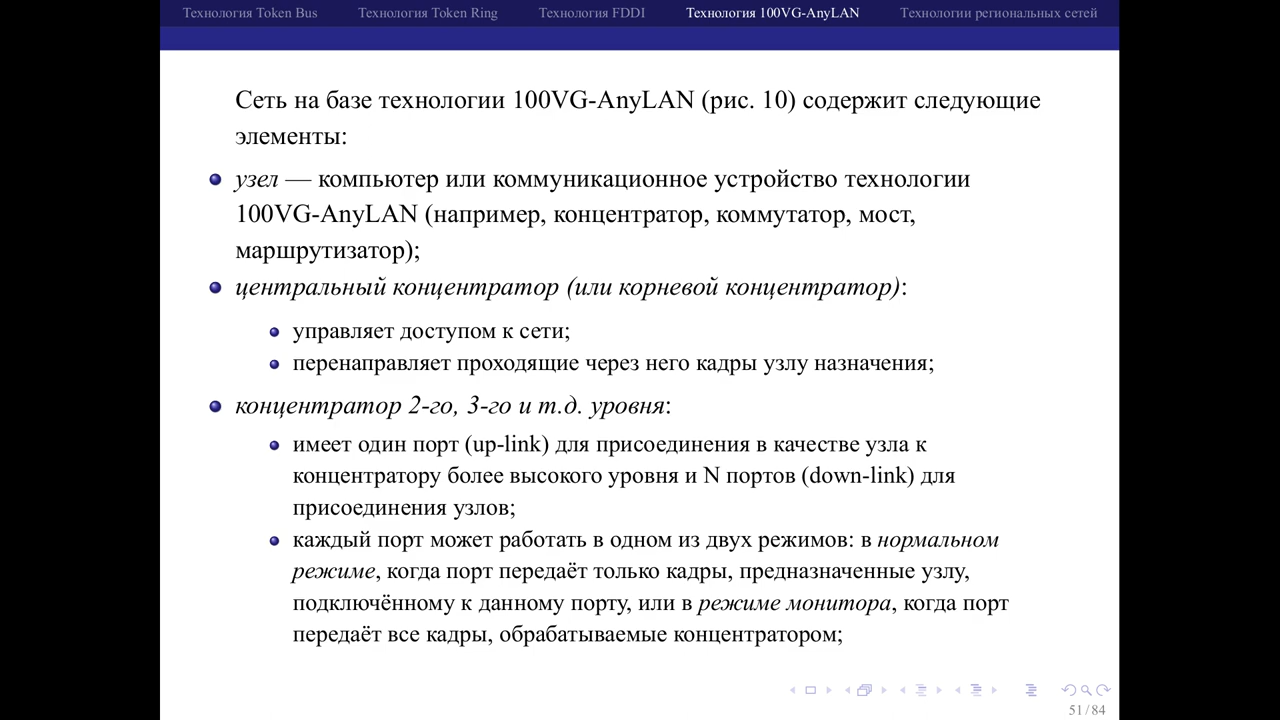 Технология Token Bus Технология Token Ring Технология FDDI Технология 100VG-AnyLAN Технологии региональных сетей
Сеть на базе технологии 100VG-AnyLAN (рис. 10) содержит следующие
элементы:
узел — компьютер или коммуникационное устройство технологии
100VG-AnyLAN (например, концентратор, коммутатор, мост,
маршрутизатор);
центральный концентратор (или корневой концентратор):
управляет доступом к сети;
перенаправляет проходящие через него кадры узлу назначения;
концентратор 2-го, 3-го и т.д. уровня:
имеет один порт (up-link) для присоединения в качестве узла к
концентратору более высокого уровня и N портов (down-link) для
присоединения узлов;
каждый порт может работать в одном из двух режимов: в нормальном
режиме, когда порт передаёт только кадры, предназначенные узлу,
подключённому к данному порту, или в режиме монитора, когда порт
передаёт все кадры, обрабатываемые концентратором;
51 / 84